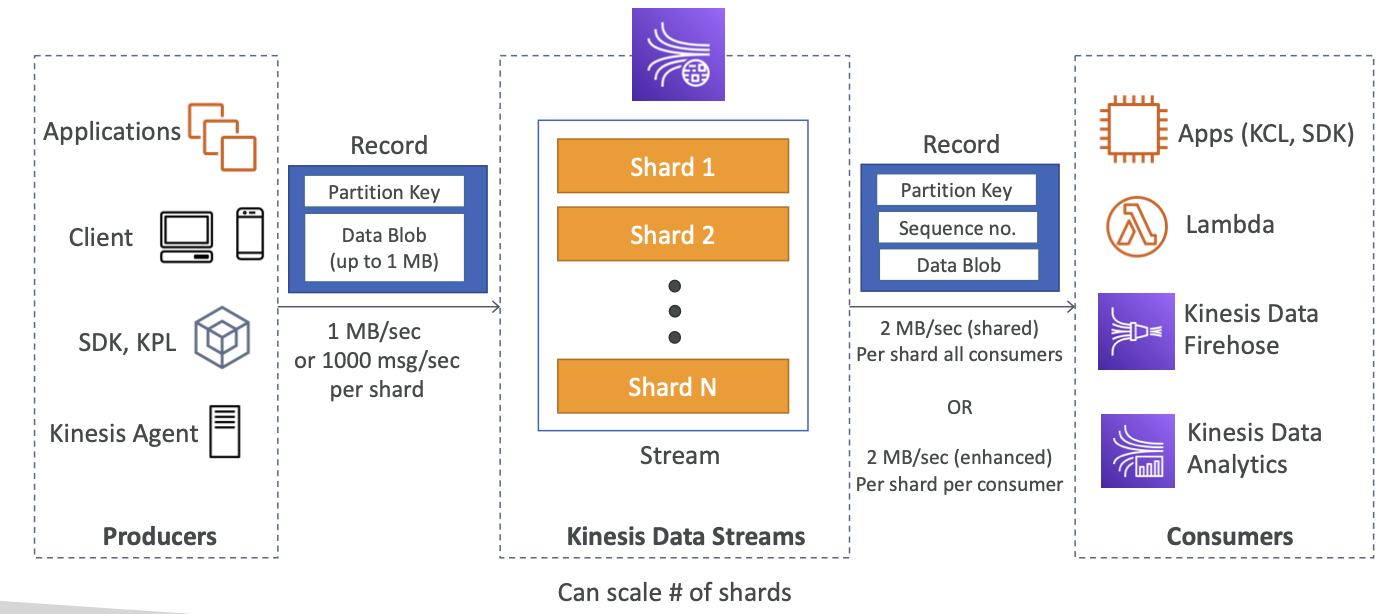 Applications
Client
SDK, KPL
Kinesis Agent
Producers
Record
Partition Key
Data Blob
(up to 1 MB)
1 MB/sec
or 1000 msg/sec
per shard
Shard 1
Shard 2
Shard N
Stream
Kinesis Data Streams
Can scale # of shards
Record
Partition Key
Sequence no.
Data Blob
2 MB/sec (shared)
Per shard all consumers
OR
2 MB/sec (enhanced)
Per shard per consumer
Apps (KCL, SDK)
Lambda
Kinesis Data
Firehose
Kinesis Data
Analytics
Consumers